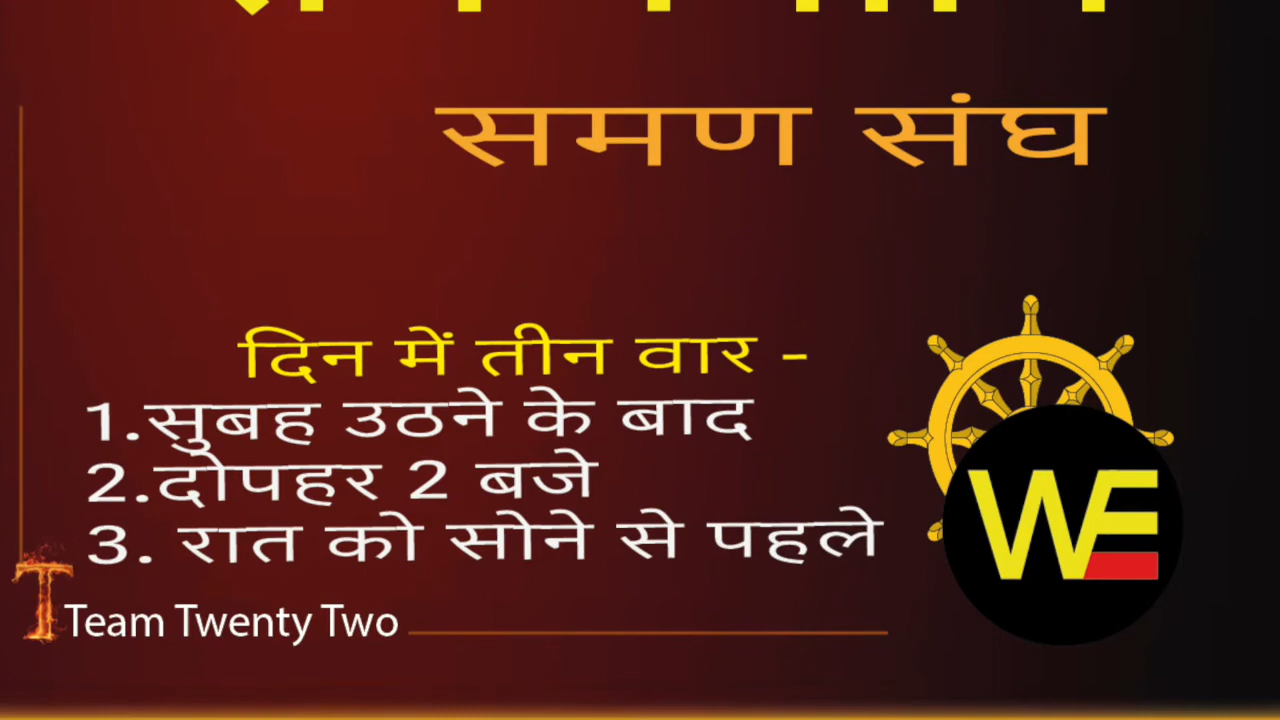 समण संघ
दिन में तीन वार -
1.सुबह उठने के बाद
2.दोपहर 2 बजे
3. रात को सोने से पहले
T
Team Twenty Two
WE